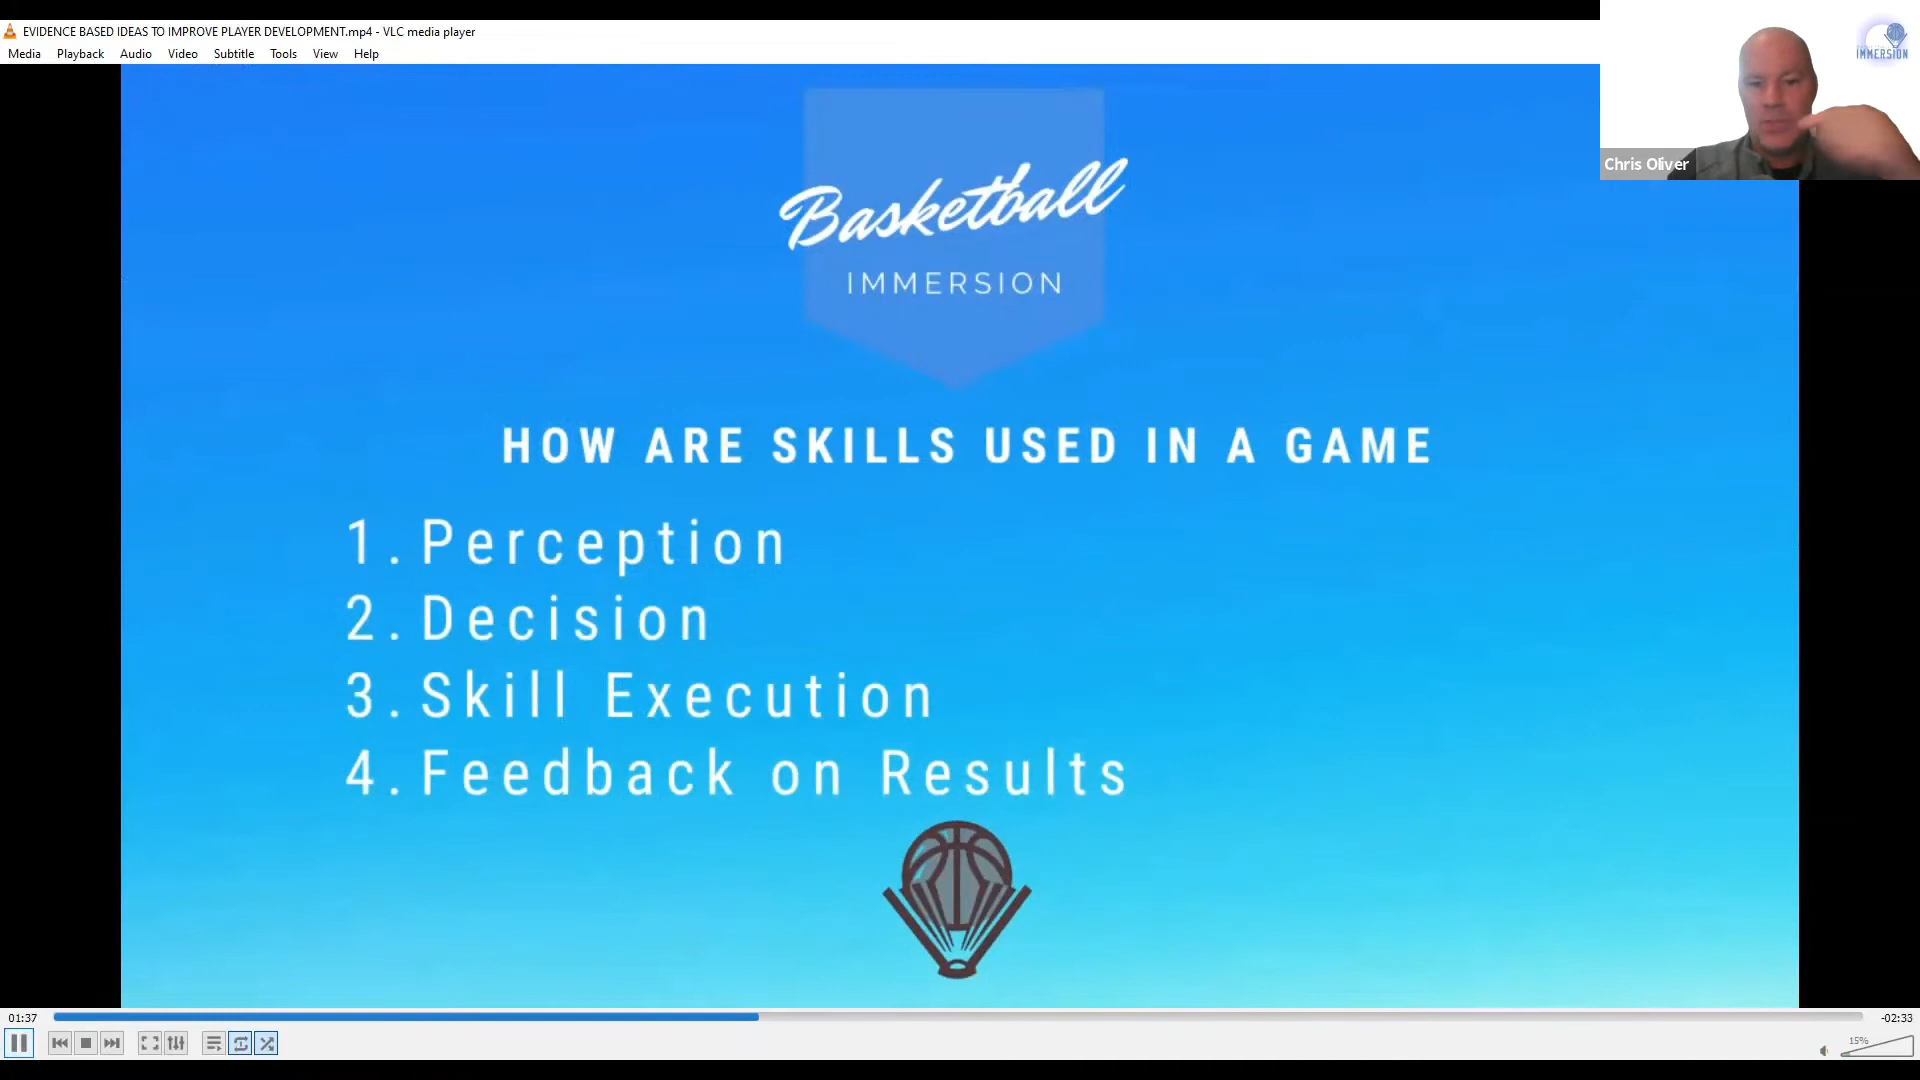 EVIDENCE BASED IDEAS TO IMPROVE PLAYER DEVELOPMENT.mp4 - VLC media player
Media Playback Audio Video Subtitle Tools View Help
IMMERSION
Chris Oliver
Basketball
IMMERSION
HOW ARE SKILLS USED IN A GAME
1. Perception
2. Decision
3. Skill Execution
4. Feedback on Results
01:37
-02:33
15%